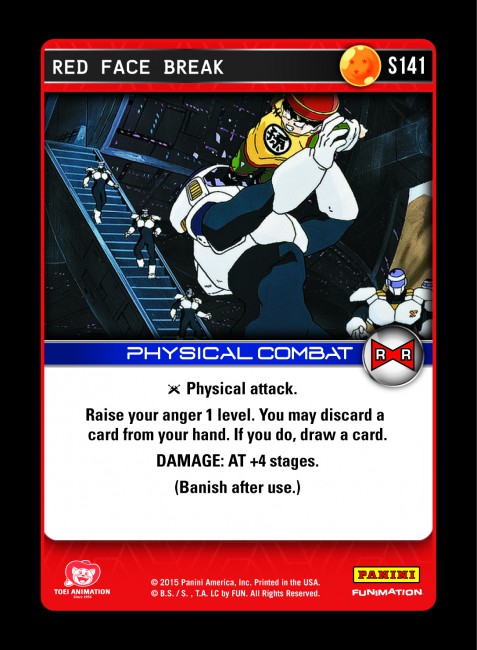 RED FACE BREAK
S141
PHYSICAL COMBAT
R R
Physical attack.
Raise your anger 1 level. You may discard a
card from your hand. If you do, draw a card.
DAMAGE: AT +4 stages.
(Banish after use.)
TOEI ANIMATION
Since 1956
© 2015 Panini America, Inc. Printed in the USA.
© B.S. / S. , T.A. LC by FUN. All Rights Reserved.
PANINI
FUNIMATION